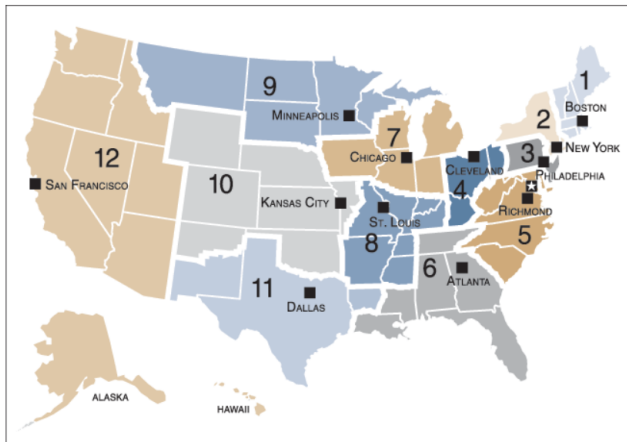 1
BOSTON
9
MINNEAPOLIS
2
NEW YORK
7
CHICAGO
CLEVELAND
3
PHILADELPHIA
12
SAN FRANCISCO
10
KANSAS CITY
4
RICHMOND
ST. LOUIS
5
8
6
ATLANTA
11
DALLAS
ALASKA
HAWAII